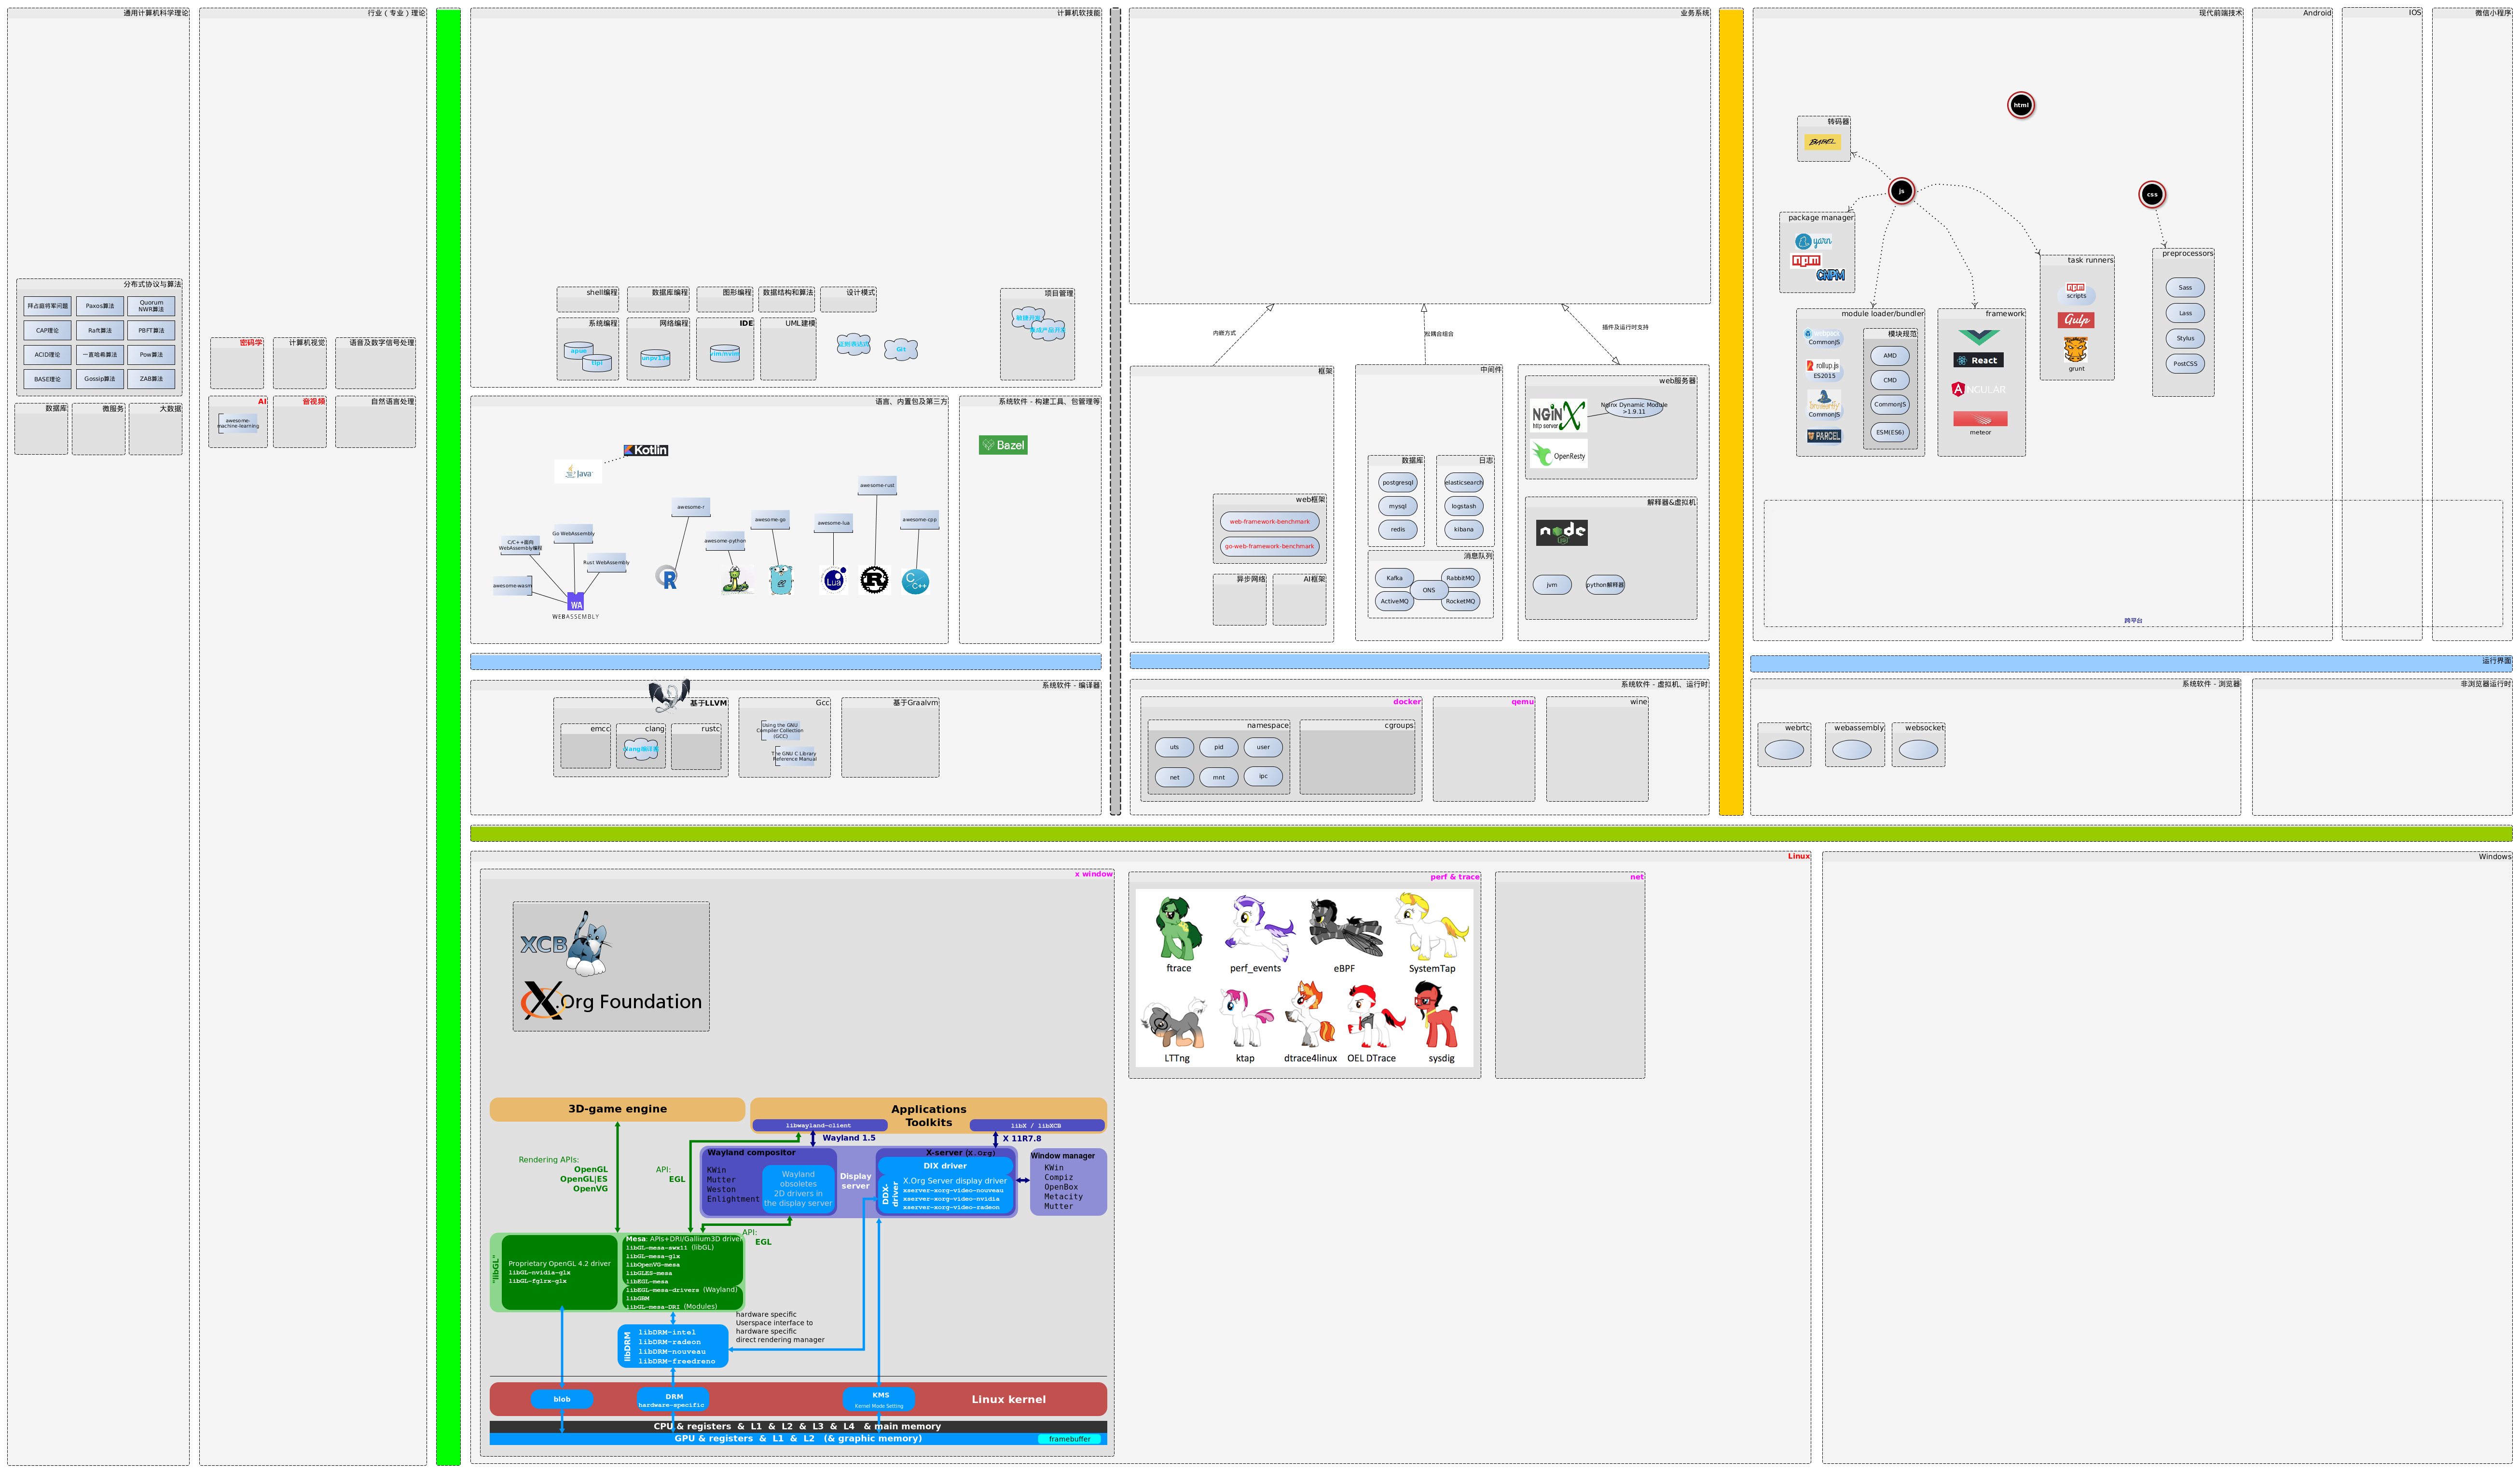 通用计算机科学理论
分布式协议与算法
拜占庭将军问题
Paxos算法
Quorum
NWR算法
CAP理论
Raft算法
PBFT算法
ACID理论
一直哈希算法
Pow算法
BASE理论
Gossip算法
ZAB算法
数据库
微服务
大数据
行业（专业）理论
密码学
计算机视觉
语音及数字信号处理
AI
awesome-
machine-learning
音视频
自然语言处理
计算机软技能
shell编程
数据库编程
图形编程
数据结构和算法
设计模式
系统编程
apue
tlpi
网络编程
unpv13e
IDE
vim/nvim
UML建模
正则表达式
Git
项目管理
敏捷开发
集成产品开发
语言、内置包及第三方
Kotlin
Java
awesome-rust
awesome-r
awesome-go
awesome-lua
awesome-cpp
Go WebAssembly
C/C++面向
WebAssembly编程
awesome-python
Rust WebAssembly
awesome-wasm
R
Lua
R
C
C++
WA
WEBASSEMBLY
系统软件 - 构建工具、包管理等
Bazel
系统软件 - 编译器
基于LLVM
emcc
clang
clang编译器
rustc
Gcc
Using the GNU
Compiler Collection
(GCC)
The GNU C Library
Reference Manual
基于Graalvm
业务系统
内嵌方式
松耦合组合
插件及运行时支持
框架
web框架
web-framework-benchmark
go-web-framework-benchmark
异步网络
AI框架
中间件
数据库
postgresql
mysql
redis
日志
elasticsearch
logstash
kibana
消息队列
Kafka
RabbitMQ
ONS
ActiveMQ
RocketMQ
web服务器
NGiNX
http server
Nginx Dynamic Module
>1.9.11
OpenResty
解释器&虚拟机
node
jvm
python解释器
系统软件 - 虚拟机、运行时
docker
namespace
uts
pid
user
net
mnt
ipc
cgroups
qemu
wine
现代前端技术
html
转码器
BABEL
js
css
package manager
yarn
npm
CNPM
module loader/bundler
webpack
CommonJS
rollup.js
ES2015
browserify
CommonJS
PARCEL
模块规范
AMD
CMD
CommonJS
ESM(ES6)
framework
React
ANGULAR
meteor
task runners
npm
scripts
Gulp
grunt
preprocessors
Sass
Lass
Stylus
PostCSS
跨平台
Android
IOS
微信小程序
运行界面
系统软件 - 浏览器
webrtc
webassembly
websocket
非浏览器运行时
Linux
x window
XCB
X.Org Foundation
3D-game engine
Applications
Toolkits
libwayland-client
libX / libXCB
Wayland 1.5
X 11R7.8
Rendering APIs:
OpenGL
OpenGL|ES
OpenVG
API:
EGL
Wayland compositor
KWin
Mutter
Weston
Enlightment
Wayland
obsoletes
2D drivers in
the display server
Display
server
X-server (X.Org)
DIX driver
DDX-
driver
X.Org Server display driver
xserver-xorg-video-nouveau
xserver-xorg-video-nvidia
xserver-xorg-video-radeon
Window manager
KWin
Compiz
OpenBox
Metacity
Mutter
API:
EGL
"libGL"
Proprietary OpenGL 4.2 driver
libGL-nvidia-glx
libGL-fglrx-glx
Mesa: APIs+DRI/Gallium3D driver
libGL-mesa-swx11 (libGL)
libGL-mesa-glx
libOpenVG-mesa
libGLES-mesa
libEGL-mesa
libEGL-mesa-drivers (Wayland)
libGBM
libGL-mesa-DRI (Modules)
hardware specific
Userspace interface to
hardware specific
direct rendering manager
libDRM
libDRM-intel
libDRM-radeon
libDRM-nouveau
libDRM-freedreno
blob
DRM
hardware-specific
KMS
Kernel Mode Setting
Linux kernel
CPU & registers & L1 & L2 & L3 & L4 & main memory
GPU & registers & L1 & L2 (& graphic memory)
framebuffer
perf & trace
ftrace
perf_events
eBPF
SystemTap
LTTng
ktap
dtrace4linux
OEL DTrace
sysdig
net
Windows